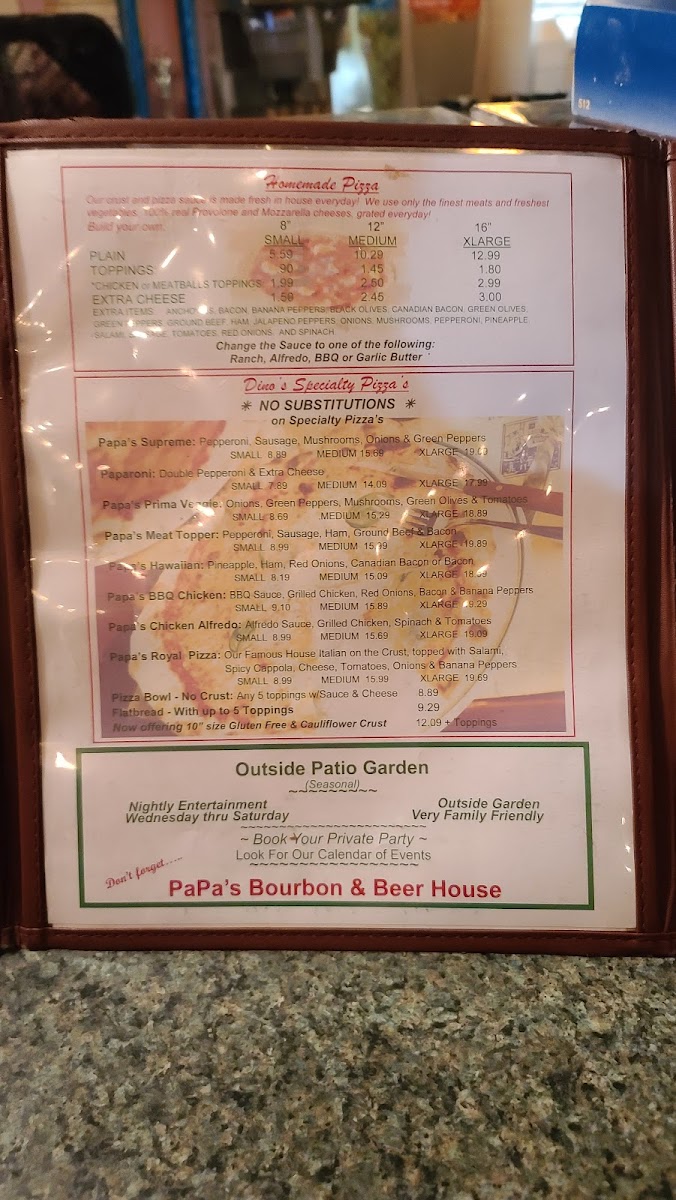 612
Homemade Pizza
Our crust and pizza sauce is made fresh in house everyday! We use only the finest meats and freshest
vegetables. 100% real Provolone and Mozzarella cheeses, grated everyday!
Build your own. 8" 12" 16"
SMALL MEDIUM XLARGE
PLAIN 5.59 10.29 12.99
TOPPINGS .90 1.45 1.80
*CHICKEN or MEATBALLS TOPPINGS 1.99 2.50 2.99
EXTRA CHEESE 1.50 2.45 3.00
EXTRA ITEMS BACON, BANANA PEPPERS, BLACK OLIVES, CANADIAN BACON, GREEN OLIVES,
GREEN PEPPERS, GROUND BEEF, HAM, JALAPENO PEPPERS, ONIONS, MUSHROOMS, PEPPERONI, PINEAPPLE,
SALAMI, TOMATOES, RED ONIONS, AND SPINACH
Change the Sauce to one of the following:
Ranch, Alfredo, BBQ or Garlic Butter
Dino's Specialty Pizza's
* NO SUBSTITUTIONS *
on Specialty Pizza's
Papa's Supreme: Pepperoni, Sausage, Mushrooms, Onions & Green Peppers
SMALL 8.89 MEDIUM 15.69 XLARGE 19.09
Paparoni: Double Pepperoni & Extra Cheese
SMALL 7.89 MEDIUM 14.09 XLARGE 17.99
Papa's Prima Veggie: Onions, Green Peppers, Mushrooms, Green Olives & Tomatoes
SMALL 8.69 MEDIUM 15.29 XLARGE 18.89
Papa's Meat Topper: Pepperoni, Sausage, Ham, Ground Beef & Bacon
SMALL 8.99 MEDIUM XLARGE 19.89
Papa's Hawaiian: Pineapple, Ham, Red Onions, Canadian Bacon or Bacon
SMALL 8.19 MEDIUM 15.09 XLARGE
Papa's BBQ Chicken: BBQ Sauce, Grilled Chicken, Red Onions, Bacon & Banana Peppers
SMALL 9.10 MEDIUM 15.89 XLARGE 19.29
Papa's Chicken Alfredo: Alfredo Sauce, Grilled Chicken, Spinach & Tomatoes
SMALL 8.99 MEDIUM 15.69 XLARGE 19.09
Papa's Royal Pizza: Our Famous House Italian on the Crust, topped with Salami,
Spicy Cappola, Cheese, Tomatoes, Onions & Banana Peppers
SMALL 8.99 MEDIUM 15.99 XLARGE 19.69
Pizza Bowl - No Crust: Any 5 toppings w/Sauce & Cheese 8.89
Flatbread - With up to 5 Toppings 9.29
Now offering 10" size Gluten Free & Cauliflower Crust 12.09 + Toppings
Outside Patio Garden
(Seasonal)
~~~~~~~~~
Nightly Entertainment Outside Garden
Wednesday thru Saturday Very Family Friendly
~~~~~~~~~~~~~~~~~~~
~ Book Your Private Party ~
Look For Our Calendar of Events
~~~~~~~~~~~~~~~~~
Don't forget.....
PaPa's Bourbon & Beer House